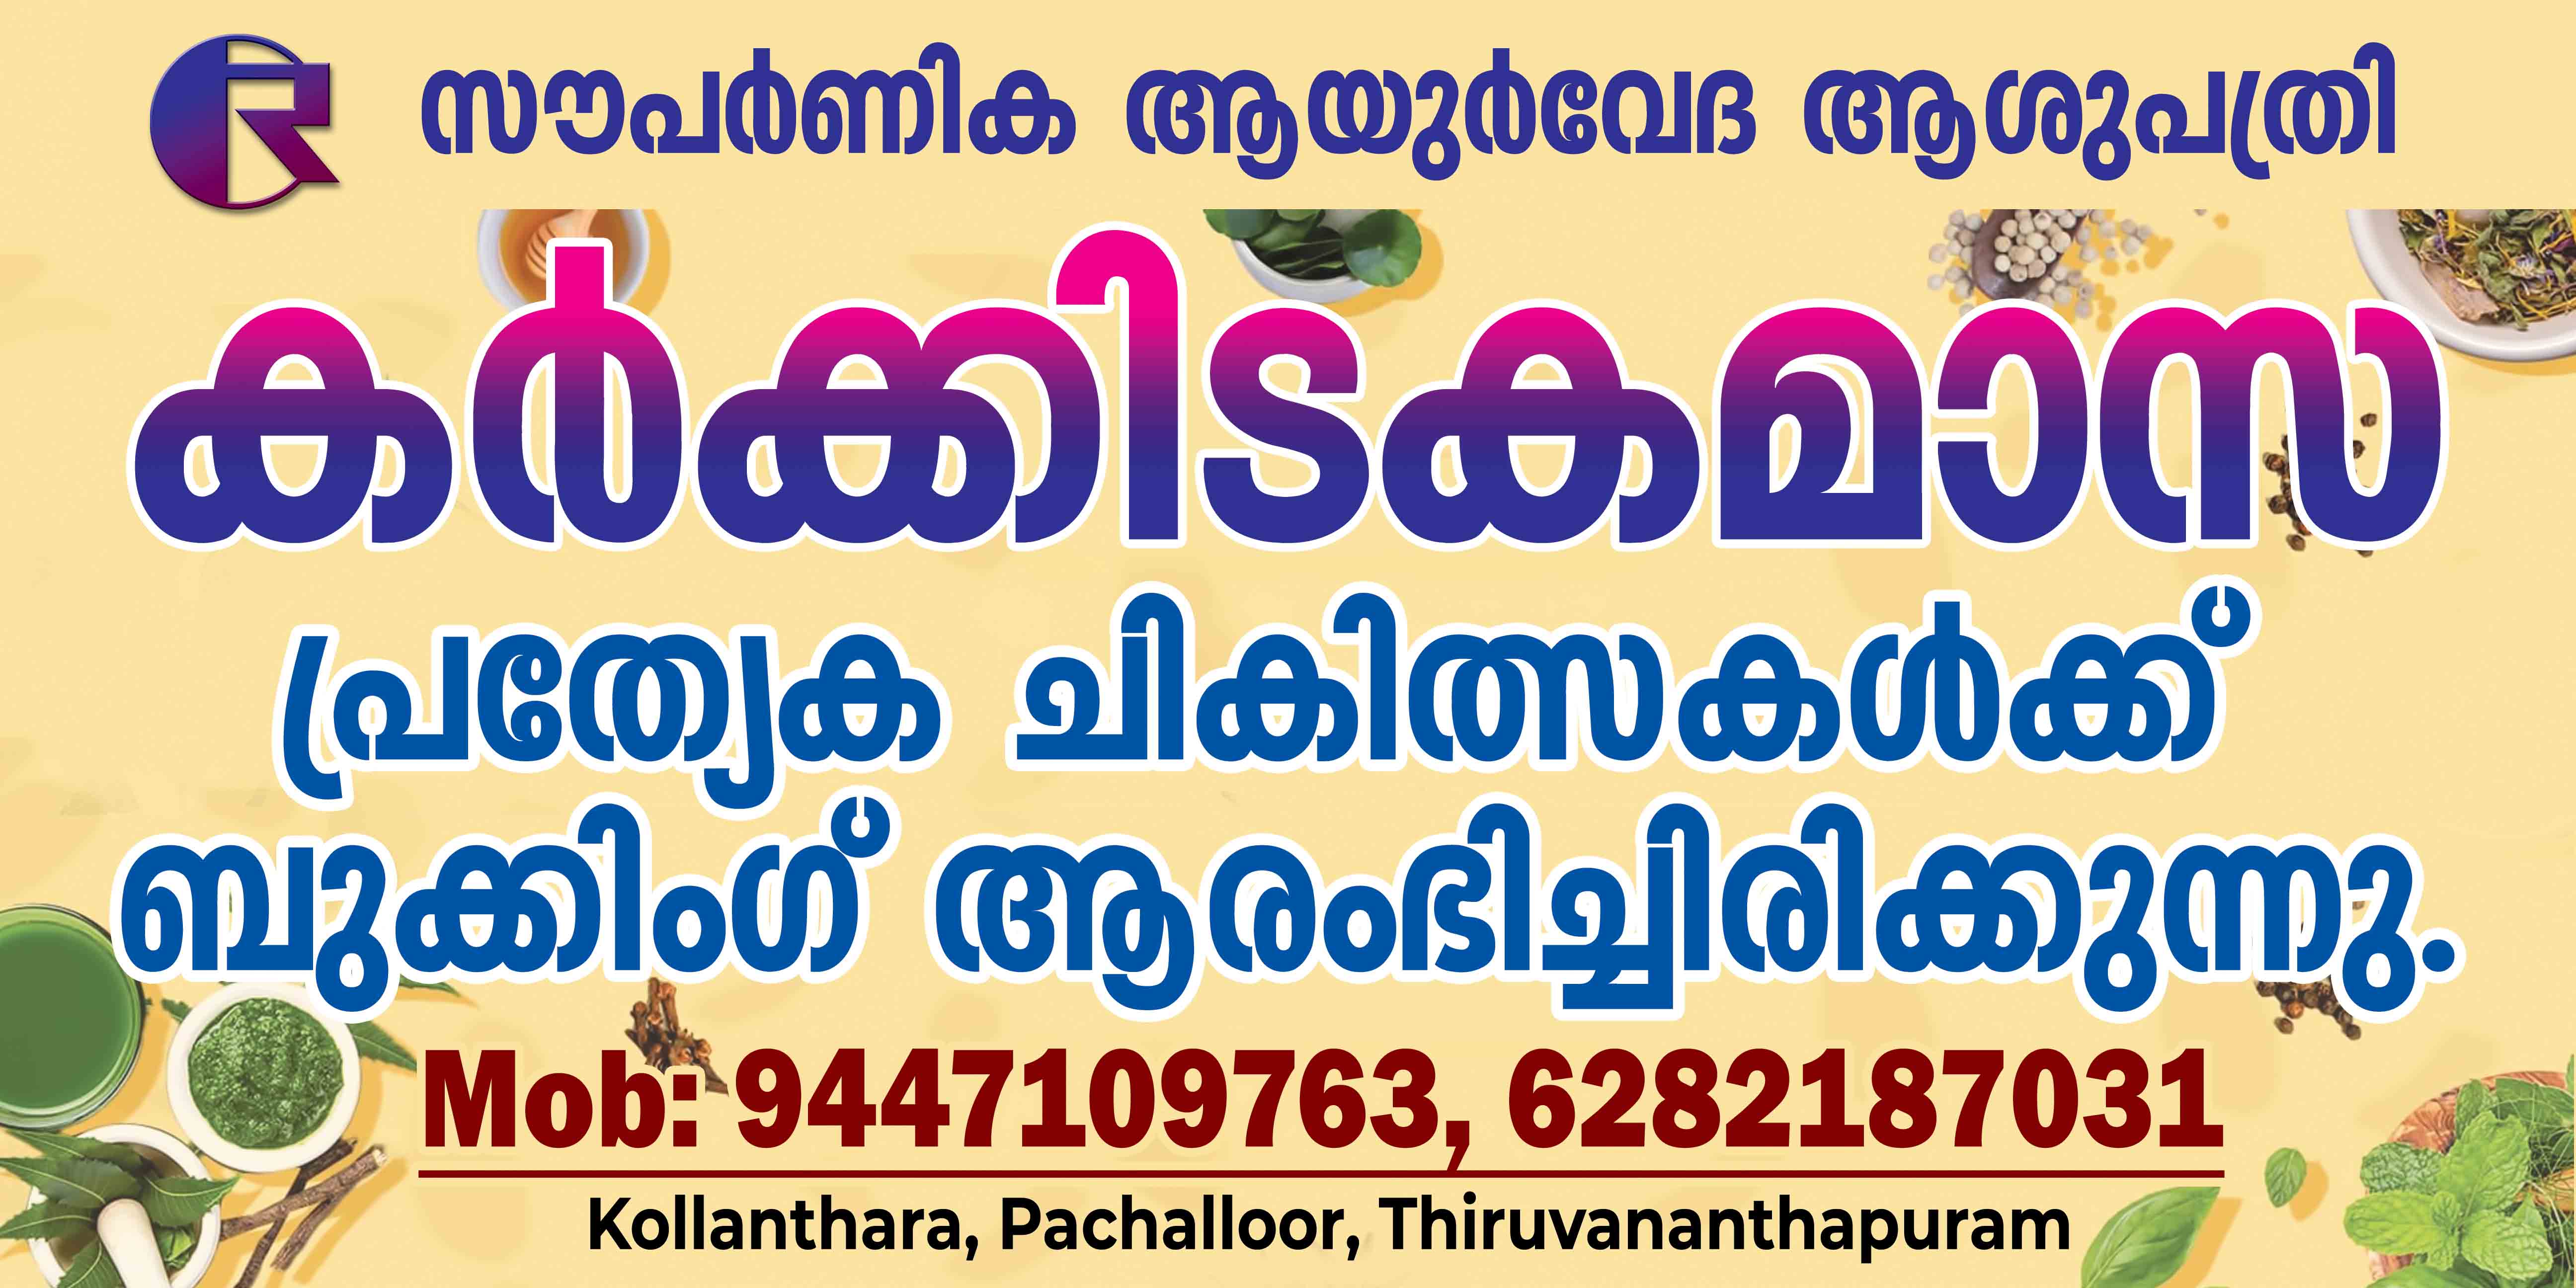 സൗപർണിക ആയുർവേദ ആശുപത്രി
കർക്കിടകമാസ
പ്രത്യേക ചികിത്സകൾക്ക്
ബുക്കിംഗ് ആരംഭിച്ചിരിക്കുന്നു.
Mob: 9447109763, 6282187031
Kollanthara, Pachalloor, Thiruvananthapuram